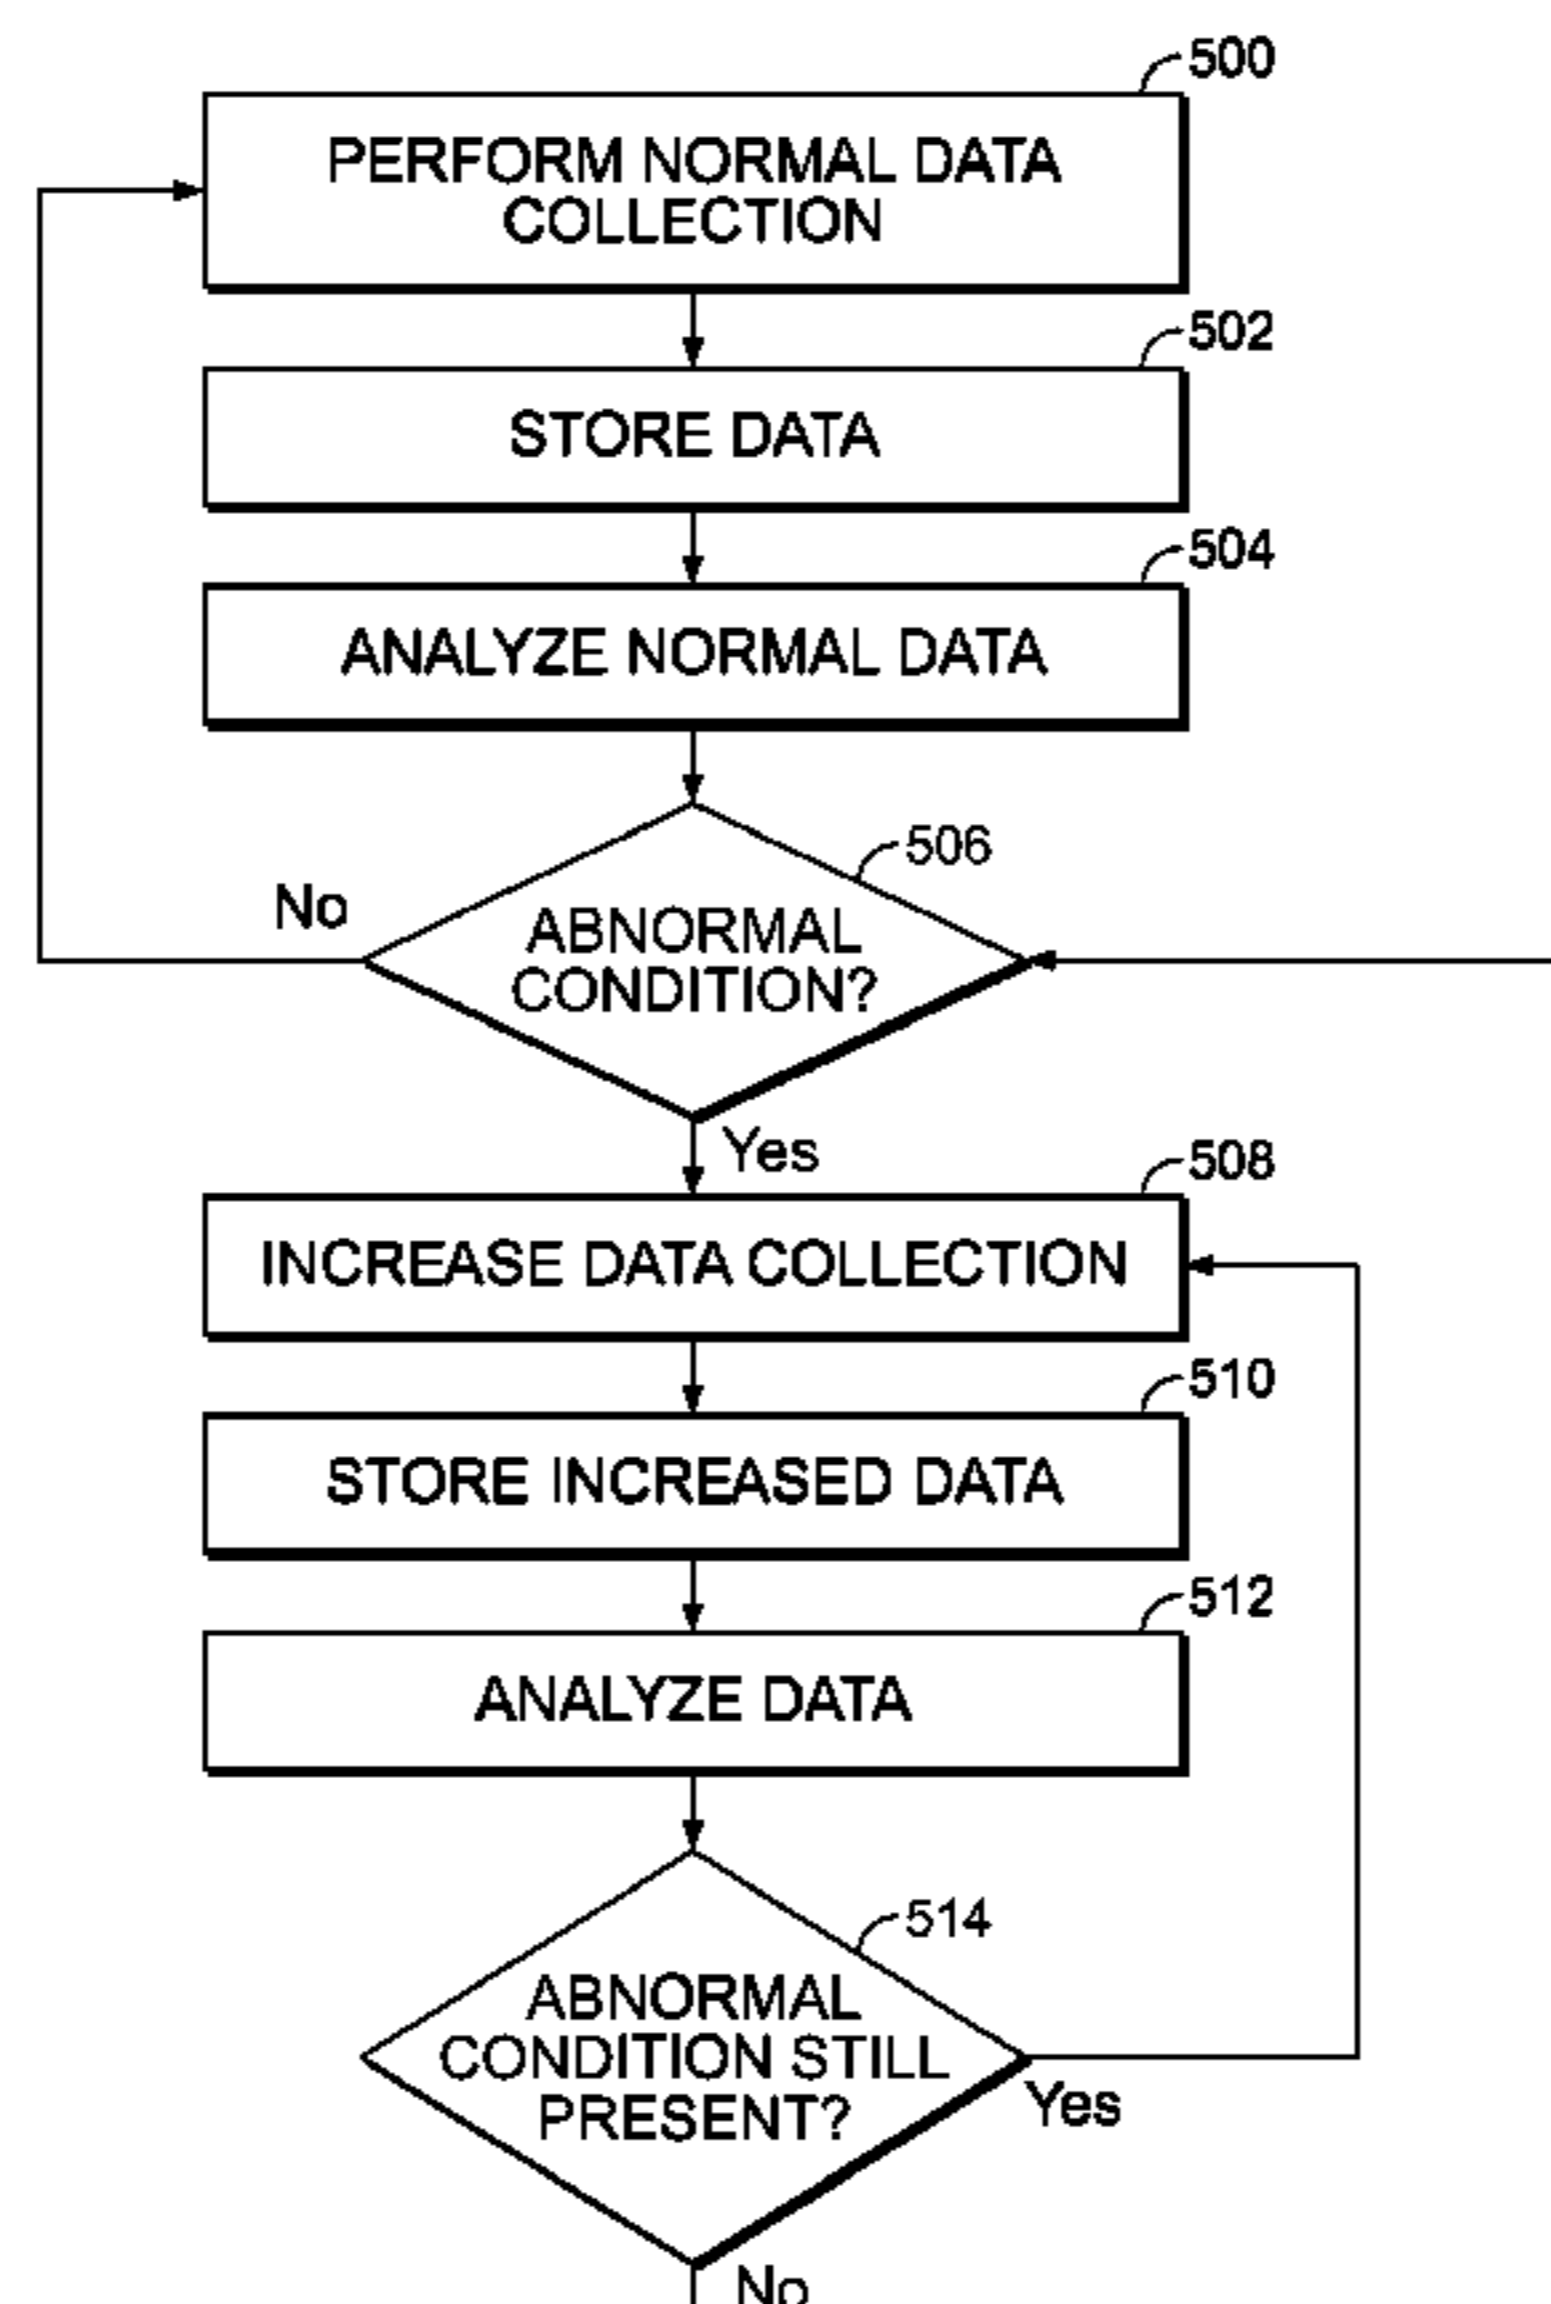 500
PERFORM NORMAL DATA
COLLECTION
502
STORE DATA
504
ANALYZE NORMAL DATA
506
No
ABNORMAL
CONDITION?
Yes
508
INCREASE DATA COLLECTION
510
STORE INCREASED DATA
512
ANALYZE DATA
514
ABNORMAL
CONDITION STILL
PRESENT?
Yes
No